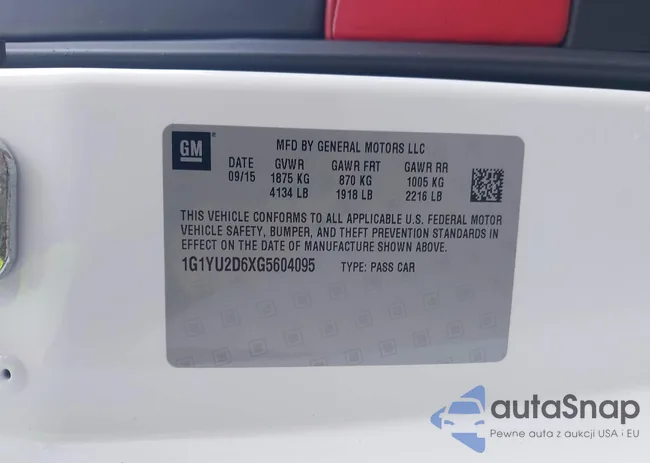 GM
MFD BY GENERAL MOTORS LLC
DATE GVWR GAWR FRT GAWR RR
09/15 1875 KG 870 KG 1005 KG
4134 LB 1918 LB 2216 LB
THIS VEHICLE CONFORMS TO ALL APPLICABLE U.S. FEDERAL MOTOR
VEHICLE SAFETY, BUMPER, AND THEFT PREVENTION STANDARDS IN
EFFECT ON THE DATE OF MANUFACTURE SHOWN ABOVE.
1G1YU2D6XG5604095 TYPE: PASS CAR
autaSnap
Pewne auta z aukcji USA i EU